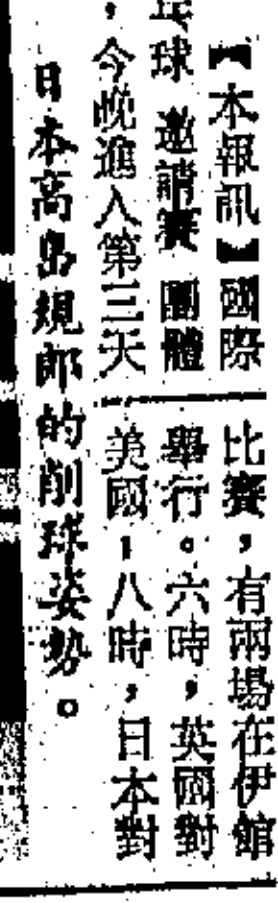 【本報訊】國際
乓球邀請賽團體
，今晚進入第三天
比賽，有兩場在伊館
舉行。六時，英國對
美國！八時，日本對
日本高島規郎的削球姿勢。